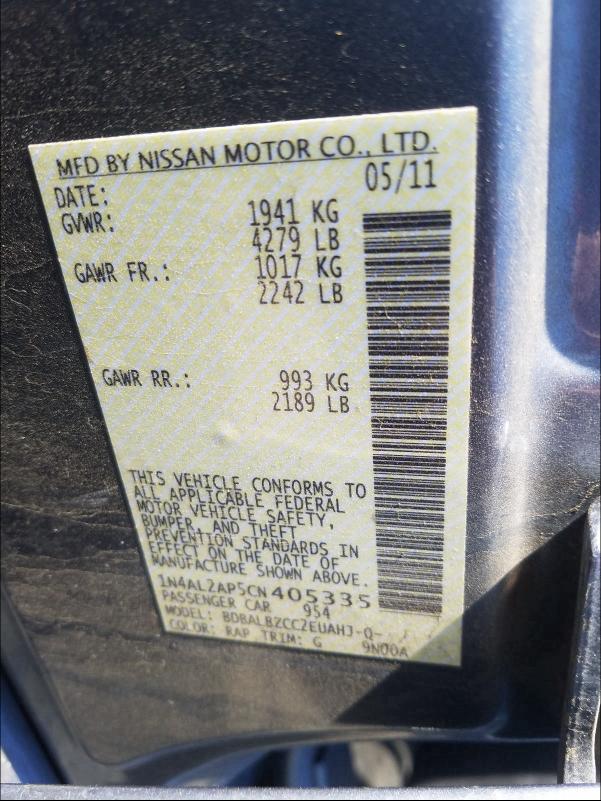 MFD BY NISSAN MOTOR CO., LTD.
DATE: 05/11
GVWR: 1941 KG
4279 LB
GAWR FR.: 1017 KG
2242 LB
GAWR RR.: 993 KG
2189 LB
THIS VEHICLE CONFORMS TO
ALL APPLICABLE FEDERAL
MOTOR VEHICLE SAFETY,
BUMPER, AND THEFT
PREVENTION STANDARDS IN
EFFECT ON THE DATE OF
MANUFACTURE SHOWN ABOVE.
1N4AL2AP5CN405335
PASSENGER CAR 954
MODEL: BDBALBZCC2EUAHJ-Q-
COLOR: RAP TRIM: G 9N00A